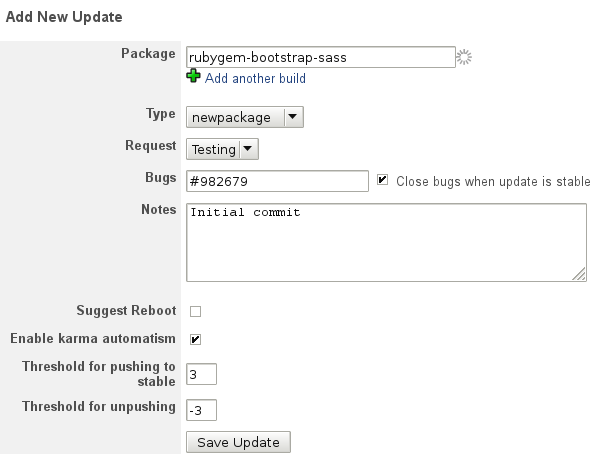 Add New Update
Package
rubygem-bootstrap-sass
Add another build
Type
newpackage
Request
Testing
Bugs
#982679
Close bugs when update is stable
Notes
Initial commit
Suggest Reboot
Enable karma automatism
Threshold for pushing to
stable
3
Threshold for unpushing
-3
Save Update